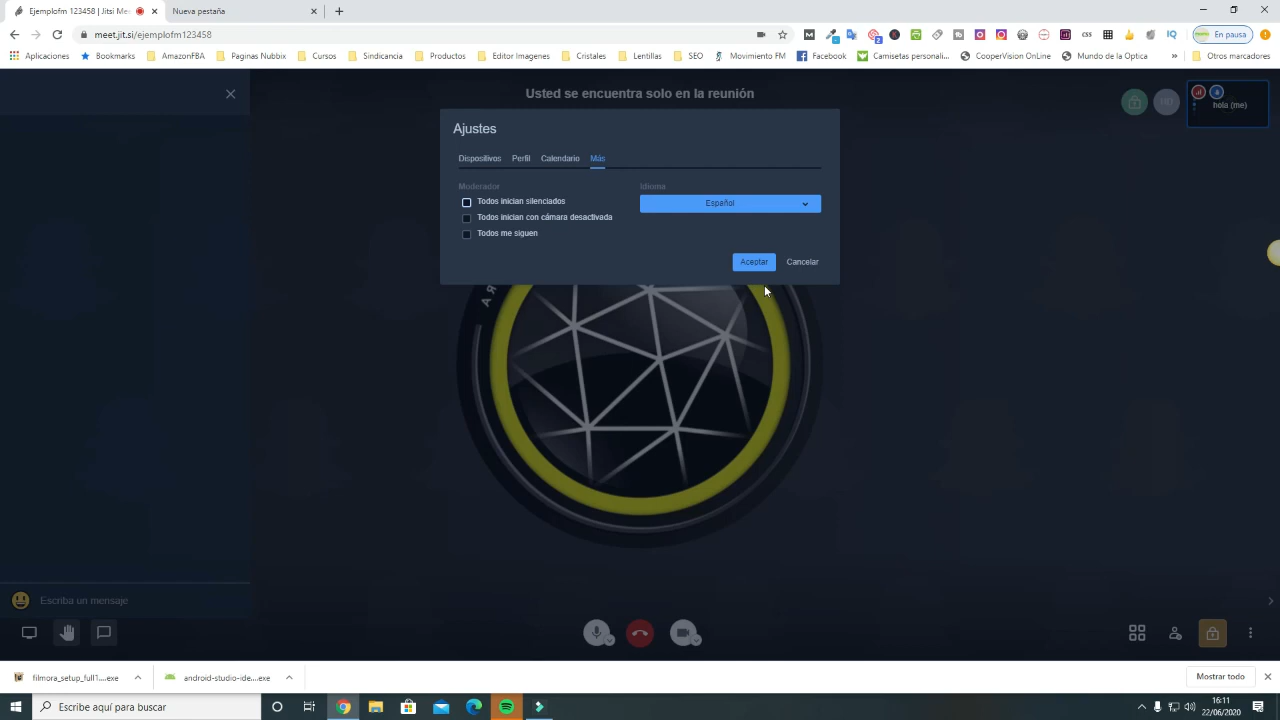 Ejemplofm 123458 | Jitsi Me
Nueva pestaña
meet.jit.si/ejemplofm123458
En pausa
Aplicaciones
Bookmarks
AmazonFBA
Paginas Nubbix
Cursos
Sindicancia
Productos
Editor Imagenes
Cristales
Lentillas
SEO
Movimiento FM
Facebook
Camisetas personali...
CooperVision OnLine
Mundo de la Optica
»
Otros marcadores
Usted se encuentra solo en la reunión
HD
hola (me)
Ajustes
Dispositivos
Perfil
Calendario
Más
Moderador
Idioma
Todos inician silenciados
Español
Todos inician con cámara desactivada
Todos me siguen
Aceptar
Cancelar
Escriba un mensaje
filmora_setup_full1....exe
android-studio-ide....exe
Mostrar todo
Escribe aquí para buscar
16:11
22/06/2020